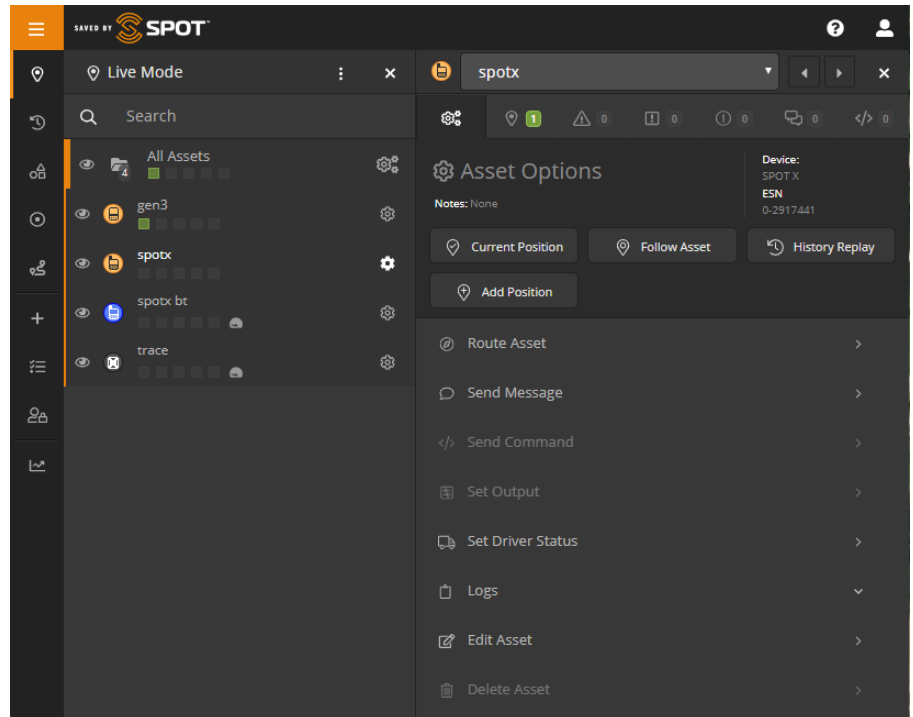 SAVED BY SPOT
Live Mode
Search
All Assets
4
gen3
spotx
spotx bt
trace
spotx
1
0
0
0
0
0
Asset Options
Notes: None
Device:
SPOT X
ESN
0-2917441
Current Position
Follow Asset
History Replay
Add Position
Route Asset
Send Message
Send Command
Set Output
Set Driver Status
Logs
Edit Asset
Delete Asset